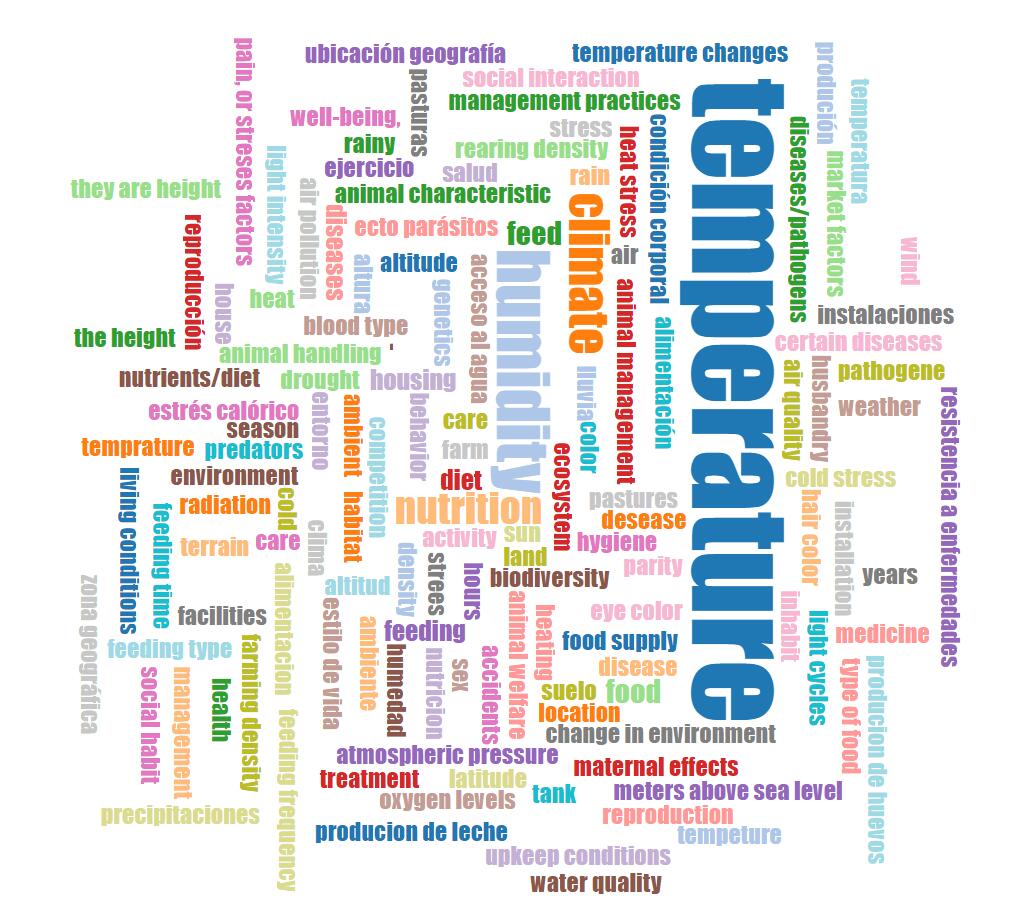 ubicación geografía
temperature changes
pain, or streses factors
pasturas
social interaction
management practices
temperature
produción
temperatura
well-being,
stress
heat stress
condición corporal
diseases/pathogens
rainy
rearing density
market factors
ejercicio
salud
rain
light intensity
they are height
air pollution
animal characteristic
climate
diseases
ecto parásitos
feed
reproducción
air
wind
altitude
altura
acceso al agua
humidity
genetics
animal management
house
heat
blood type
alimentación
instalaciones
the height
animal handling
'
certain diseases
nutrients/diet
drought
housing
lluvia
air quality
husbandry
pathogene
resistencia a enfermedades
estrés calórico
entorno
ambient
behavior
care
color
weather
season
temprature
predators
competition
farm
ecosystem
environment
diet
cold stress
living conditions
radiation
cold
habitat
nutrition
pastures
hair color
feeding time
clima
sun
desease
installation
terrain
care
activity
hygiene
land
density
stres
hours
biodiversity
parity
years
zona geográfica
altitud
alimentacion
facilities
estilo de vida
animal welfare
heating
eye color
inhabit
light cycles
ambiente
feeding
food supply
medicine
feeding type
farming density
humedad
nutricion
sex
accidents
disease
type of food
producion de huevos
social habit
management
health
suelo
food
location
feeding frequency
change in environment
atmospheric pressure
treatment
latitude
maternal effects
oxygen levels
tank
meters above sea level
precipitaciones
reproduction
producion de leche
tempeture
upkeep conditions
water quality